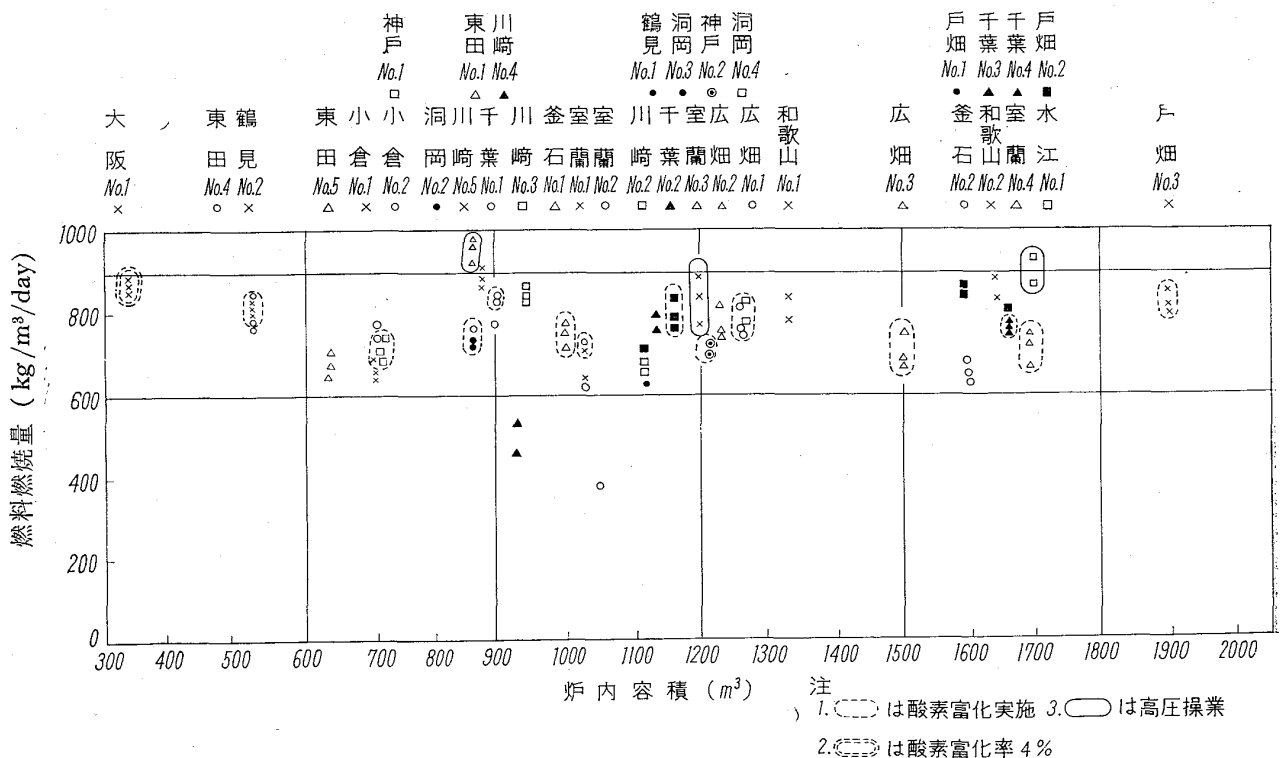 神戸 東田 川崎 鶴見 洞岡 神戸 洞岡 戸畑 千葉 千葉 戸畑
No.1 No.1 No.4 No.1 No.3 No.2 No.4 No.1 No.3 No.4 No.2
大阪 東田 鶴見 東田 小倉 小倉 洞岡 川崎 千葉 川崎 釜石 室蘭 室蘭 川崎 千葉 室蘭 広畑 広畑 和歌山 広畑 釜石 和歌山 室蘭 水江 戸畑
No.1 No.4 No.2 No.5 No.1 No.2 No.2 No.5 No.1 No.3 No.1 No.1 No.2 No.2 No.2 No.3 No.2 No.1 No.1 No.3 No.2 No.2 No.4 No.1 No.3
燃料燃焼量 (kg/m³/day)
1000
800
600
400
200
0
300 400 500 600 700 800 900 1000 1100 1200 1300 1400 1500 1600 1700 1800 1900 2000
炉内容積 (m³)
注
1. は酸素富化実施 3. は高圧操業
2. は酸素富化率 4%